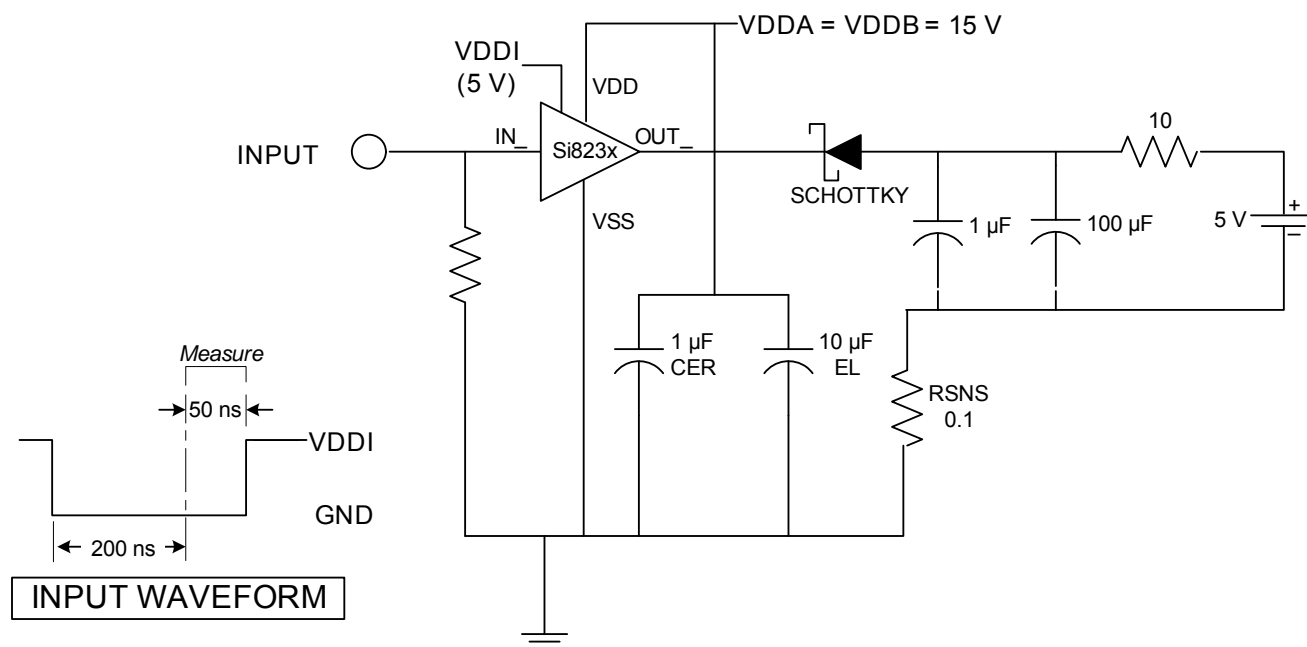 VDDA = VDDB = 15 V
VDDI
(5 V)
VDD
10
INPUT
IN_
Si823x
OUT_
SCHOTTKY
VSS
1 µF
100 µF
5 V
+
–
1 µF
CER
10 µF
EL
RSNS
0.1
Measure
50 ns
VDDI
GND
200 ns
INPUT WAVEFORM